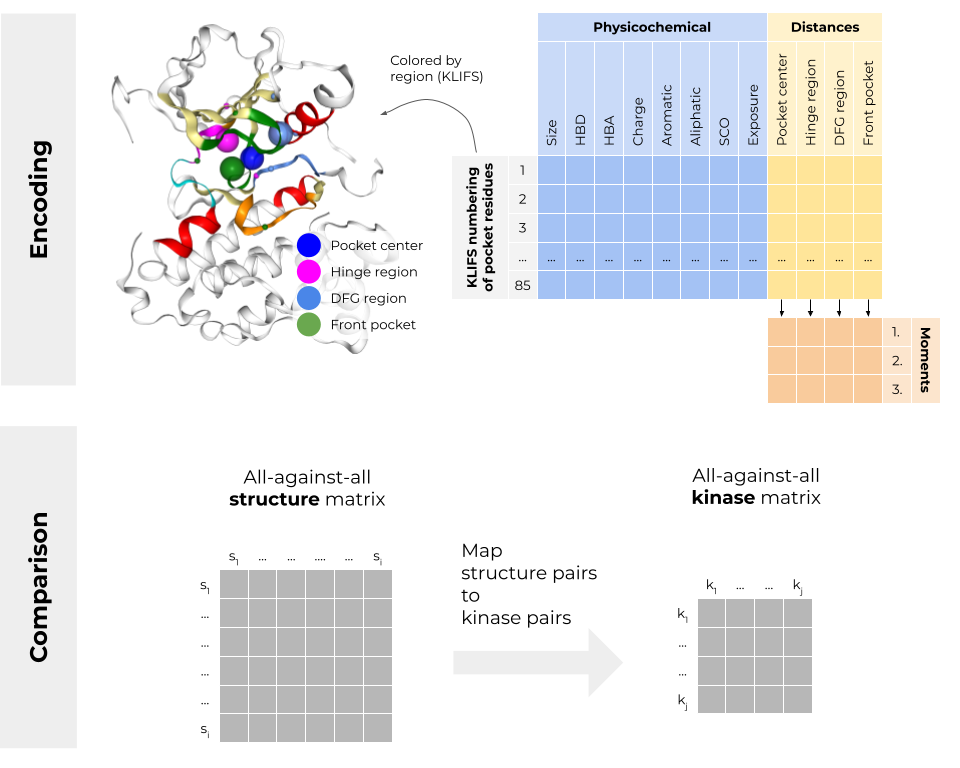 Encoding
Colored by
region (KLIFS)
Pocket center
Hinge region
DFG region
Front pocket
Physicochemical
Distances
Size
HBD
HBA
Charge
Aromatic
Aliphatic
SCO
Exposure
Pocket center
Hinge region
DFG region
Front pocket
KLIFS numbering
of pocket residues
1
2
3
... ... ... ... ... ... ... ... ... ... ... ... ...
85
1.
2.
3.
Moments
Comparison
All-against-all
structure matrix
s1 ... ... .... ... si
s1
...
...
...
...
si
Map
structure pairs
to
kinase pairs
All-against-all
kinase matrix
k1 ... ... kj
k1
...
...
kj